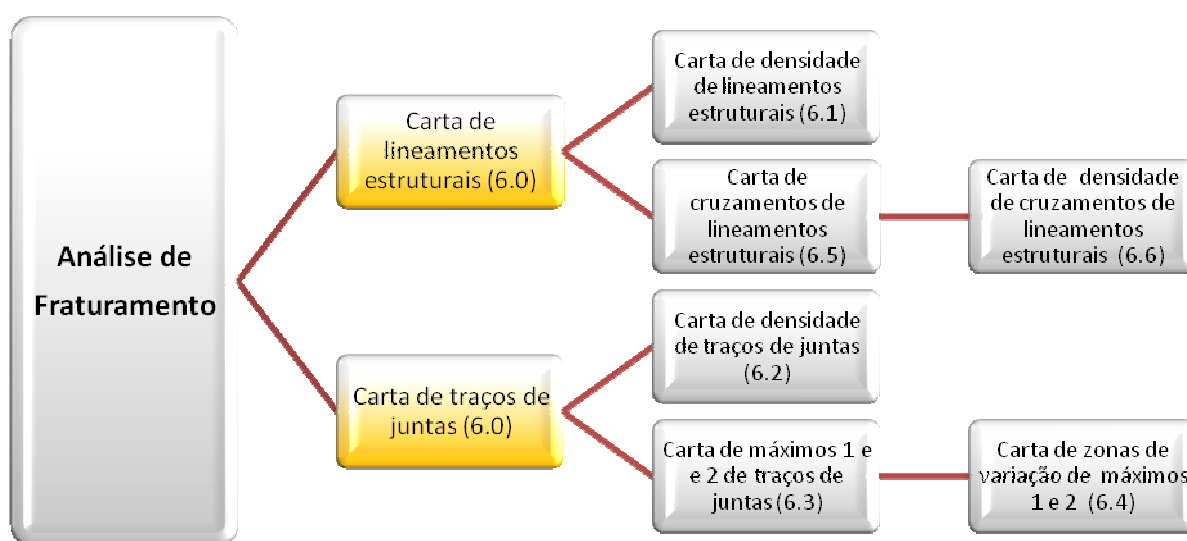 Análise de
Fraturamento
Carta de
lineamentos
estruturais (6.0)
Carta de traços de
juntas (6.0)
Carta de densidade
de lineamentos
estruturais (6.1)
Carta de
cruzamentos de
lineamentos
estruturais (6.5)
Carta de densidade
de cruzamentos de
lineamentos
estruturais (6.6)
Carta de densidade
de traços de juntas
(6.2)
Carta de máximos 1 e
e 2 de traços de
juntas (6.3)
Carta de zonas de
variação de máximos
1 e 2 (6.4)